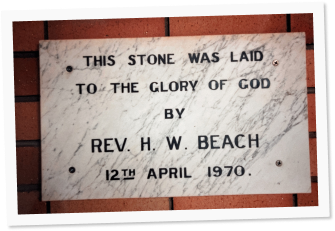 THIS STONE WAS LAID
TO THE GLORY OF GOD
BY
REV. H. W. BEACH
12TH APRIL 1970.